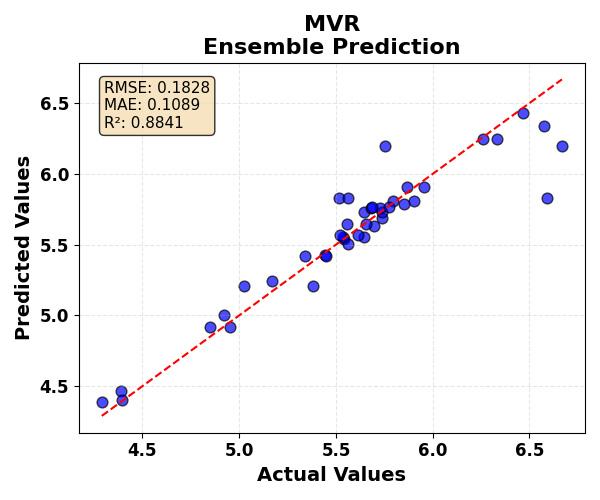 MVR
Ensemble Prediction
RMSE: 0.1828
MAE: 0.1089
R²: 0.8841
Predicted Values
6.5
6.0
5.5
5.0
4.5
4.5 5.0 5.5 6.0 6.5
Actual Values